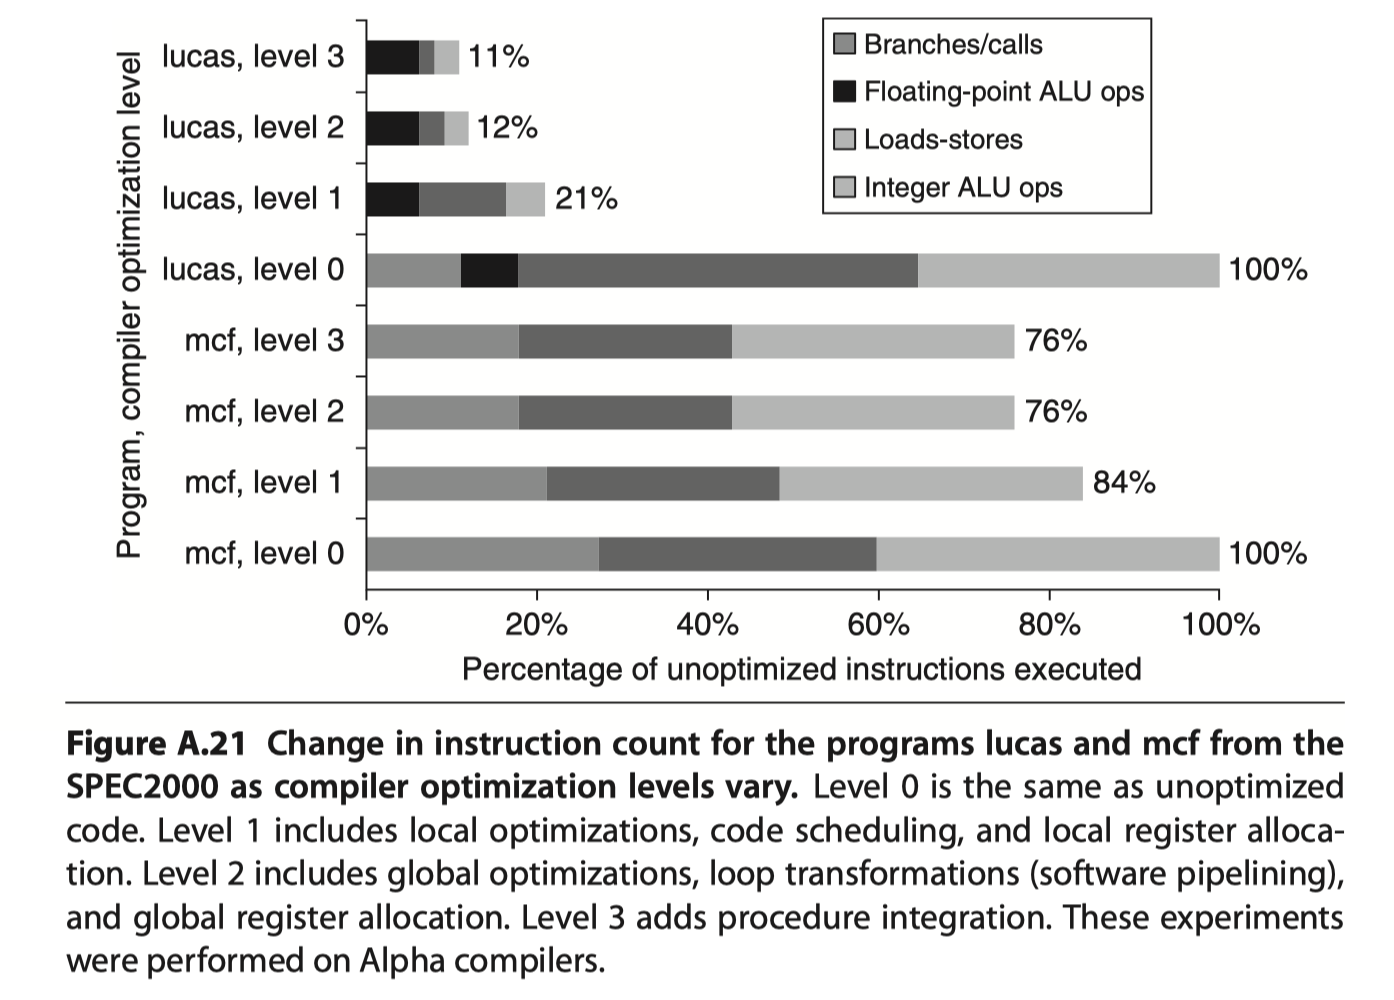 Program, compiler optimization level
lucas, level 3
11%
lucas, level 2
12%
lucas, level 1
21%
lucas, level 0
100%
mcf, level 3
76%
mcf, level 2
76%
mcf, level 1
84%
mcf, level 0
100%
Branches/calls
Floating-point ALU ops
Loads-stores
Integer ALU ops
0% 20% 40% 60% 80% 100%
Percentage of unoptimized instructions executed
Figure A.21 Change in instruction count for the programs lucas and mcf from the
SPEC2000 as compiler optimization levels vary. Level 0 is the same as unoptimized
code. Level 1 includes local optimizations, code scheduling, and local register alloca-
tion. Level 2 includes global optimizations, loop transformations (software pipelining),
and global register allocation. Level 3 adds procedure integration. These experiments
were performed on Alpha compilers.